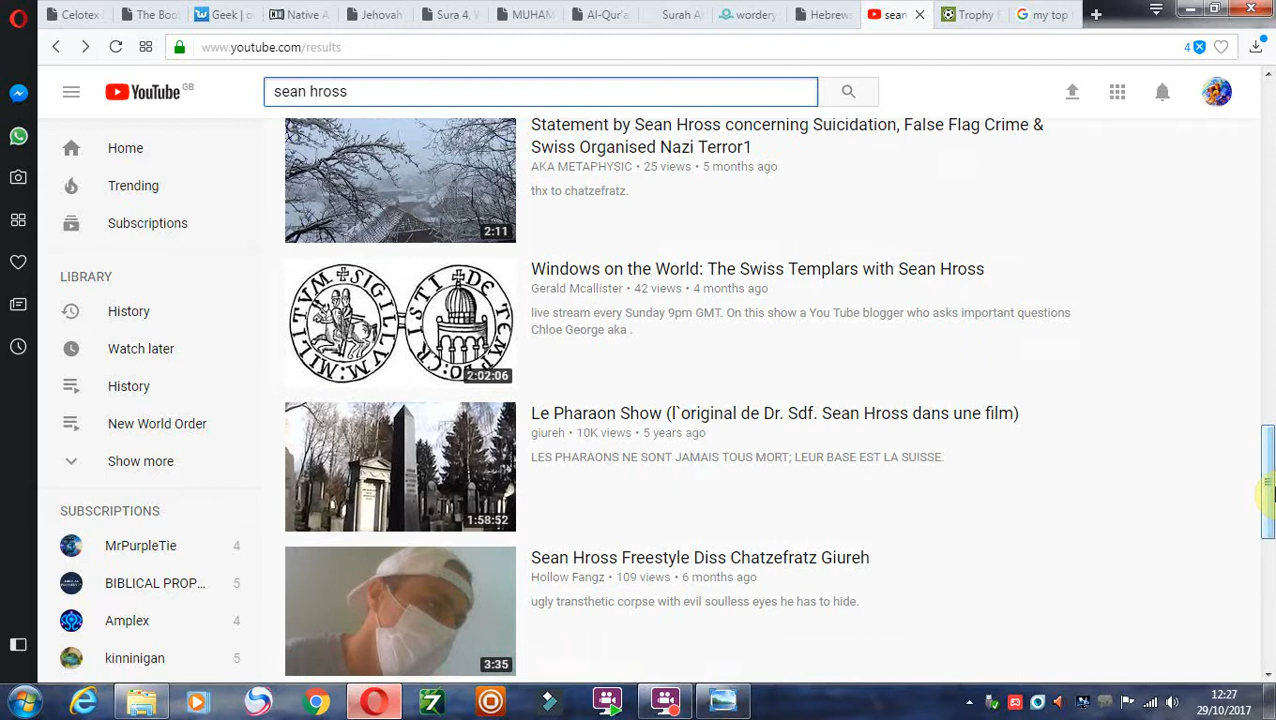 Celotex
The Boo
Geek | c
Native A
Jehovah
Sura 4, V
MUHAM
Al-Qur'a
Surah A
wordery
Hebrews
sean
Trophy
my top
www.youtube.com/results
4
YouTube GB
sean hross
Home
Trending
Subscriptions
LIBRARY
History
Watch later
History
New World Order
Show more
SUBSCRIPTIONS
MrPurpleTie 4
BIBLICAL PROP... 5
Amplex 4
kinninigan 5
Statement by Sean Hross concerning Suicidation, False Flag Crime &
Swiss Organised Nazi Terror1
AKA METAPHYSIC • 25 views • 5 months ago
thx to chatzefratz.
2:11
Windows on the World: The Swiss Templars with Sean Hross
Gerald Mcallister • 42 views • 4 months ago
live stream every Sunday 9pm GMT. On this show a You Tube blogger who asks important questions
Chloe George aka .
2:02:06
Le Pharaon Show (l`original de Dr. Sdf. Sean Hross dans une film)
giureh • 10K views • 5 years ago
LES PHARAONS NE SONT JAMAIS TOUS MORT; LEUR BASE EST LA SUISSE.
1:58:52
Sean Hross Freestyle Diss Chatzefratz Giureh
Hollow Fangz • 109 views • 6 months ago
ugly transthetic corpse with evil soulless eyes he has to hide.
3:35
12:27
29/10/2017